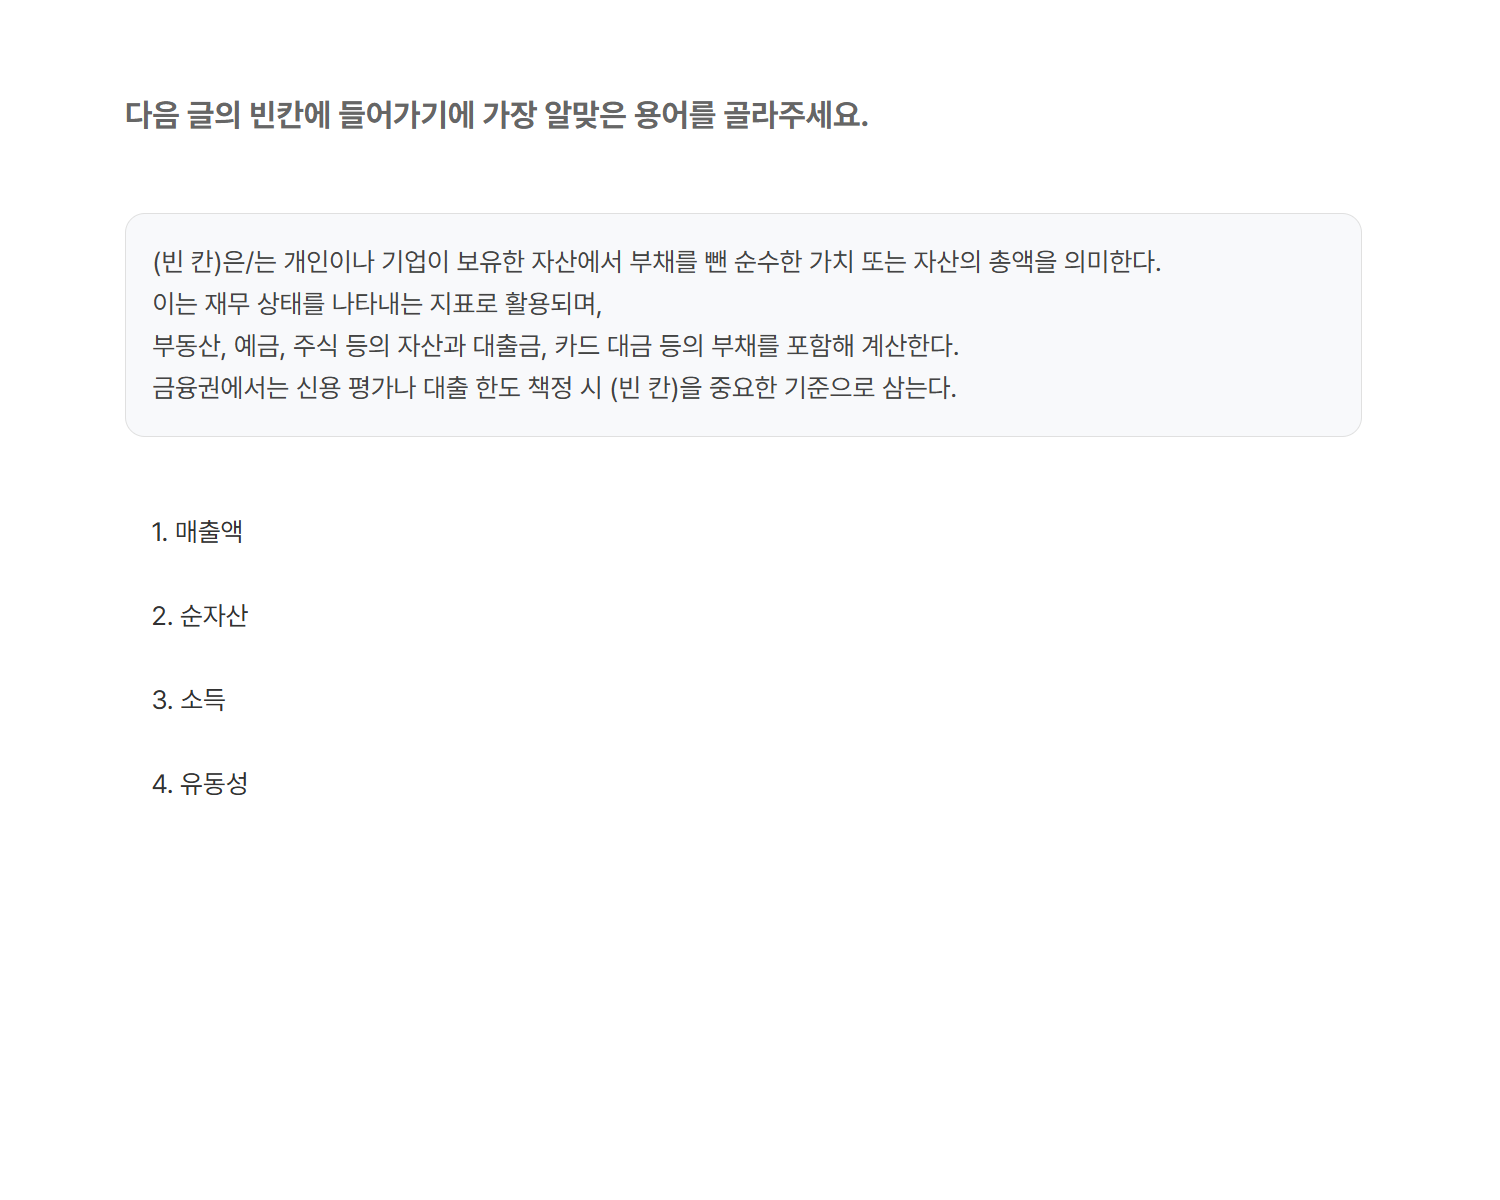 다음 글의 빈칸에 들어가기에 가장 알맞은 용어를 골라주세요.
(빈 칸)은/는 개인이나 기업이 보유한 자산에서 부채를 뺀 순수한 가치 또는 자산의 총액을 의미한다.
이는 재무 상태를 나타내는 지표로 활용되며,
부동산, 예금, 주식 등의 자산과 대출금, 카드 대금 등의 부채를 포함해 계산한다.
금융권에서는 신용 평가나 대출 한도 책정 시 (빈 칸)을 중요한 기준으로 삼는다.
1. 매출액
2. 순자산
3. 소득
4. 유동성